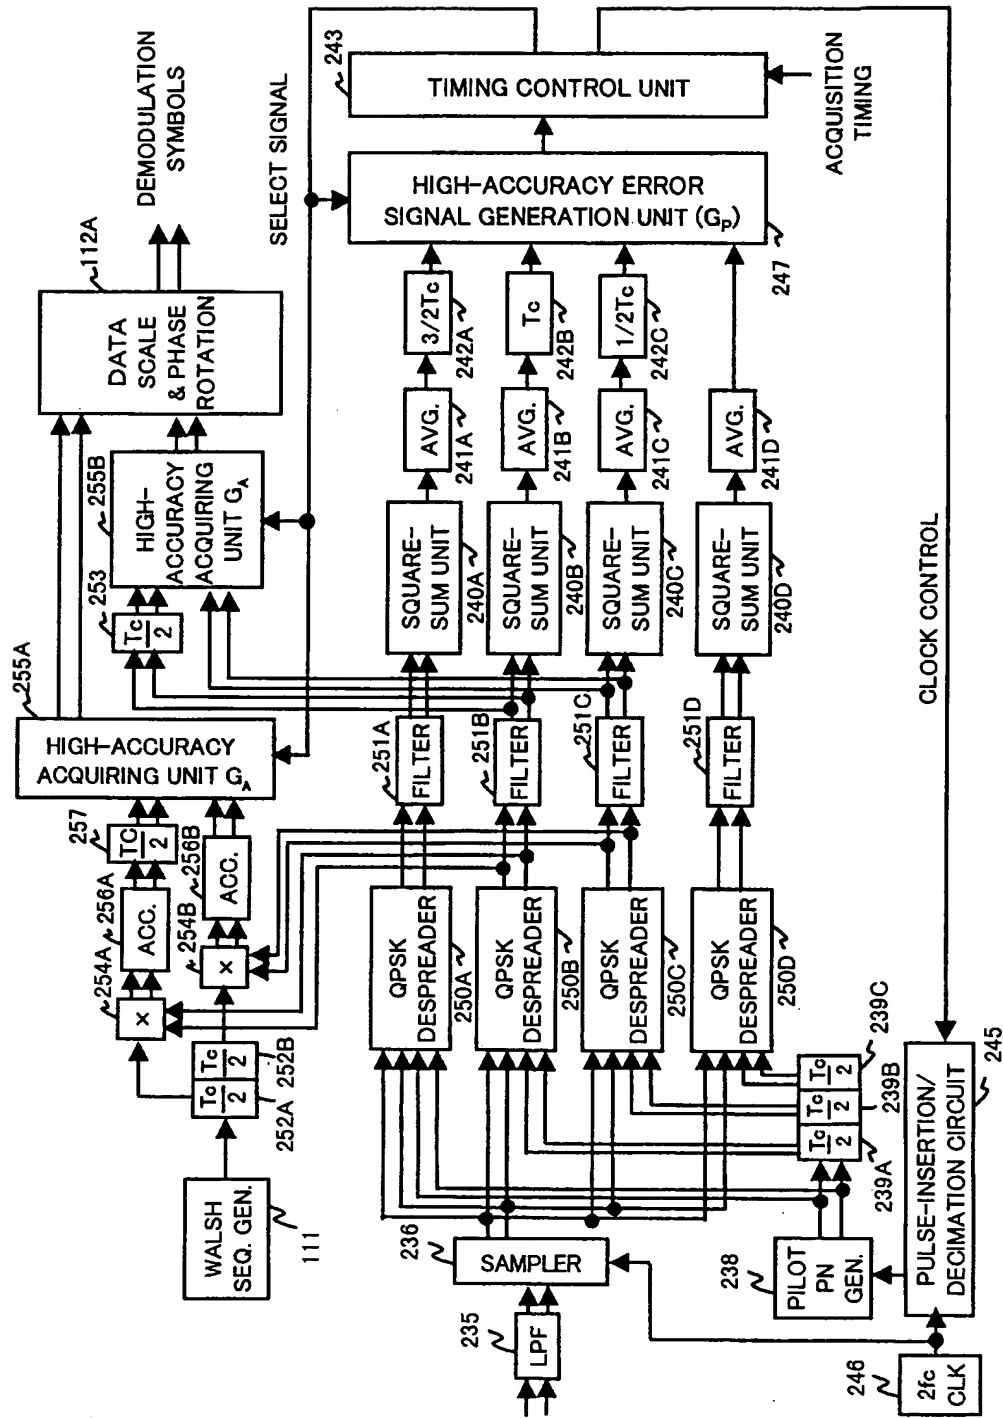 DEMODULATION
SYMBOLS
112A
DATA
SCALE
& PHASE
ROTATION
255B
HIGH-
ACCURACY
ACQUIRING
UNIT GA
253
Tc
2
255A
HIGH-ACCURACY
ACQUIRING UNIT GA
257
TC
2
256A
ACC.
256B
ACC.
254A
×
254B
×
Tc
2
252A
Tc
2
252B
WALSH
SEQ. GEN.
111
SELECT SIGNAL
243
TIMING CONTROL UNIT
ACQUISITION
TIMING
HIGH-ACCURACY ERROR
SIGNAL GENERATION UNIT (GP)
247
3/2Tc
242A
Tc
242B
1/2Tc
242C
AVG.
241A
AVG.
241B
AVG.
241C
AVG.
241D
SQUARE-
SUM UNIT
240A
SQUARE-
SUM UNIT
240B
SQUARE-
SUM UNIT
240C
SQUARE-
SUM UNIT
240D
251A
FILTER
251B
FILTER
251C
FILTER
251D
FILTER
QPSK
DESPREADER
250A
QPSK
DESPREADER
250B
QPSK
DESPREADER
250C
QPSK
DESPREADER
250D
CLOCK CONTROL
Tc
2
239A
Tc
2
239B
Tc
2
239C
236
SAMPLER
235
LPF
238
PILOT
PN
GEN.
PULSE-INSERTION/
DECIMATION CIRCUIT
245
246
2fc
CLK